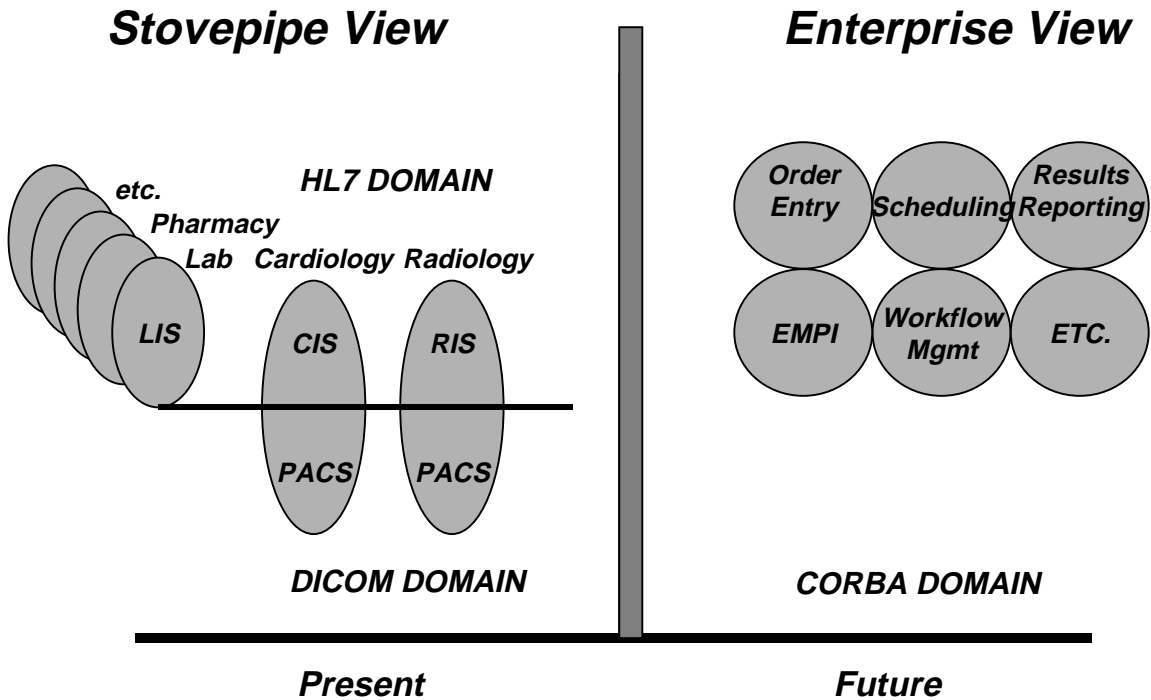 Stovepipe View
Enterprise View
HL7 DOMAIN
etc.
Pharmacy
Lab
Cardiology
Radiology
LIS
CIS
RIS
PACS
PACS
DICOM DOMAIN
Order
Entry
Scheduling
Results
Reporting
EMPI
Workflow
Mgmt
ETC.
CORBA DOMAIN
Present
Future